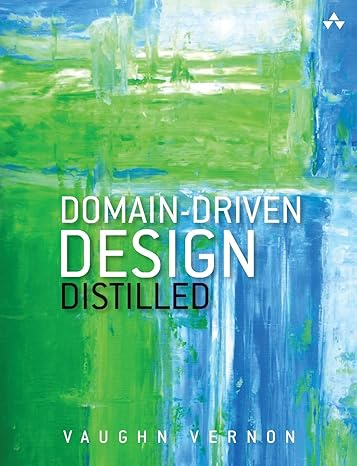 DOMAIN-DRIVEN
DESIGN
DISTILLED
VAUGHN VERNON